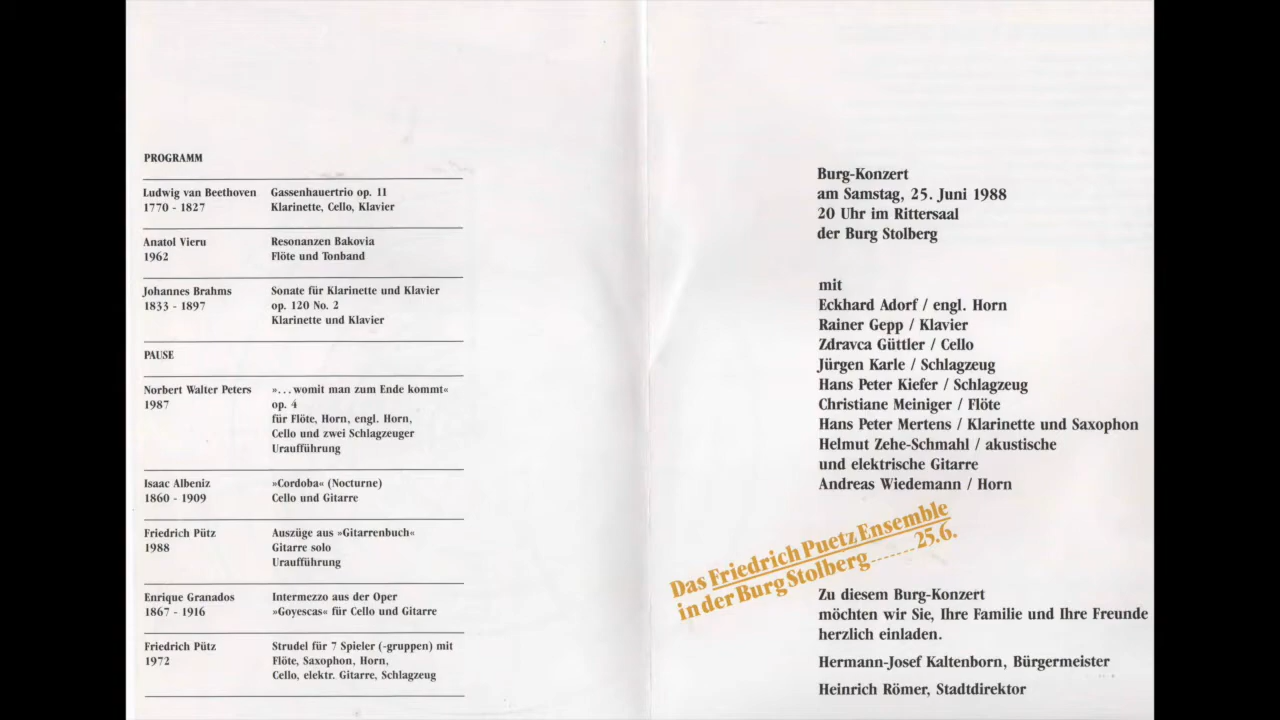 PROGRAMM
Ludwig van Beethoven Gassenhauertrio op. 11
1770 - 1827 Klarinette, Cello, Klavier
Anatol Vieru Resonanzen Bakovia
1962 Flöte und Tonband
Johannes Brahms Sonate für Klarinette und Klavier
1833 - 1897 op. 120 No. 2
Klarinette und Klavier
PAUSE
Norbert Walter Peters »...womit man zum Ende kommt«
1987 op. 4
für Flöte, Horn, engl. Horn,
Cello und zwei Schlagzeuger
Uraufführung
Isaac Albeniz »Cordoba« (Nocturne)
1860 - 1909 Cello und Gitarre
Friedrich Pütz Auszüge aus »Gitarrenbuch«
1988 Gitarre solo
Uraufführung
Enrique Granados Intermezzo aus der Oper
1867 - 1916 »Goyescas« für Cello und Gitarre
Friedrich Pütz Strudel für 7 Spieler (-gruppen) mit
1972 Flöte, Saxophon, Horn,
Cello, elektr. Gitarre, Schlagzeug
Burg-Konzert
am Samstag, 25. Juni 1988
20 Uhr im Rittersaal
der Burg Stolberg
mit
Eckhard Adorf / engl. Horn
Rainer Gepp / Klavier
Zdravca Güttler / Cello
Jürgen Karle / Schlagzeug
Hans Peter Kiefer / Schlagzeug
Christiane Meiniger / Flöte
Hans Peter Mertens / Klarinette und Saxophon
Helmut Zehe-Schmahl / akustische
und elektrische Gitarre
Andreas Wiedemann / Horn
Das Friedrich Puetz Ensemble
in der Burg Stolberg.......25.6.
Zu diesem Burg-Konzert
möchten wir Sie, Ihre Familie und Ihre Freunde
herzlich einladen.
Hermann-Josef Kaltenborn, Bürgermeister
Heinrich Römer, Stadtdirektor